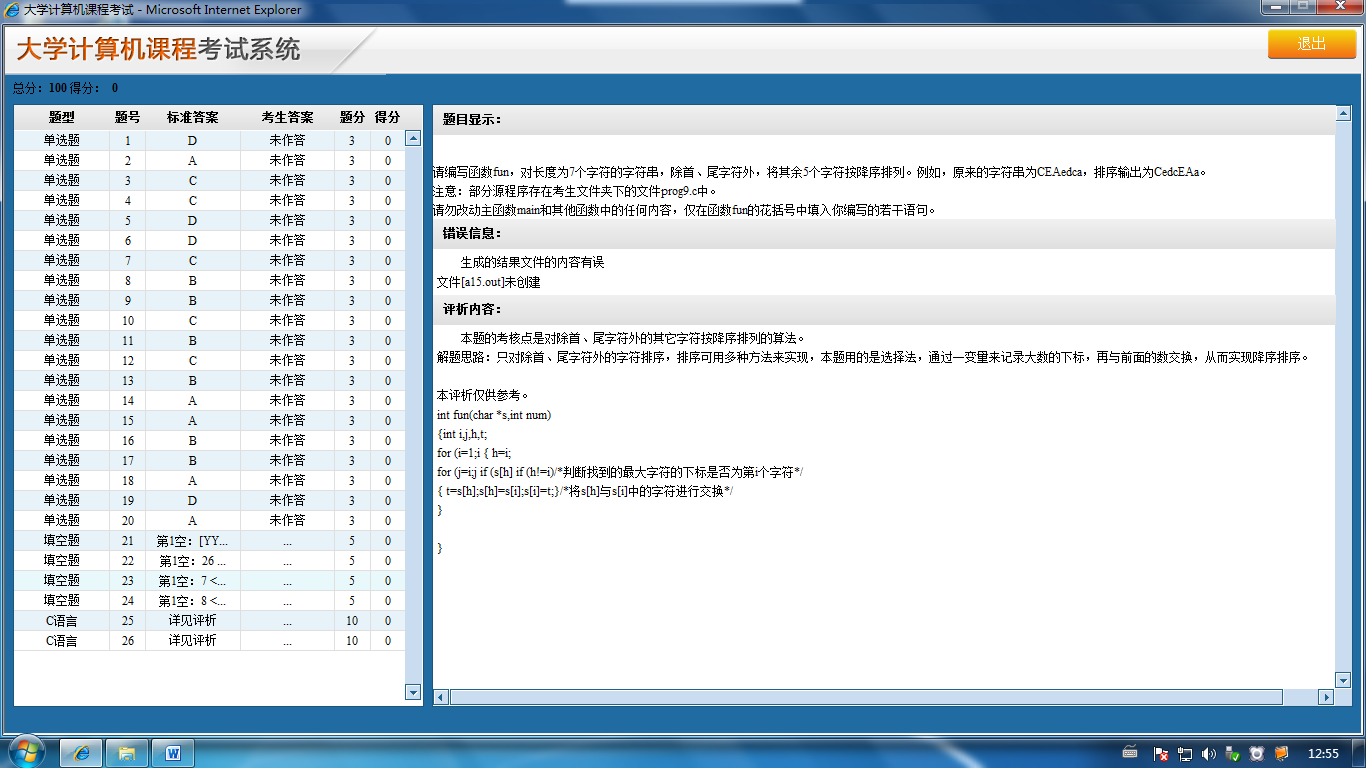 大学计算机课程考试 - Microsoft Internet Explorer
大学计算机课程考试系统
退出
总分：100 得分： 0
题型 题号 标准答案 考生答案 题分 得分
单选题 1 D 未作答 3 0
单选题 2 A 未作答 3 0
单选题 3 C 未作答 3 0
单选题 4 C 未作答 3 0
单选题 5 D 未作答 3 0
单选题 6 D 未作答 3 0
单选题 7 C 未作答 3 0
单选题 8 B 未作答 3 0
单选题 9 B 未作答 3 0
单选题 10 C 未作答 3 0
单选题 11 B 未作答 3 0
单选题 12 C 未作答 3 0
单选题 13 B 未作答 3 0
单选题 14 A 未作答 3 0
单选题 15 A 未作答 3 0
单选题 16 B 未作答 3 0
单选题 17 B 未作答 3 0
单选题 18 A 未作答 3 0
单选题 19 D 未作答 3 0
单选题 20 A 未作答 3 0
填空题 21 第1空：[YY... ... 5 0
填空题 22 第1空：26 ... ... 5 0
填空题 23 第1空：7 <... ... 5 0
填空题 24 第1空：8 <... ... 5 0
C语言 25 详见评析 ... 10 0
C语言 26 详见评析 ... 10 0
题目显示：
请编写函数fun，对长度为7个字符的字符串，除首、尾字符外，将其余5个字符按降序排列。例如，原来的字符串为CEAedca，排序输出为CedcEAa。
注意：部分源程序存在考生文件夹下的文件prog9.c中。
请勿改动主函数main和其他函数中的任何内容，仅在函数fun的花括号中填入你编写的若干语句。
错误信息：
生成的结果文件的内容有误
文件[a15.out]未创建
评析内容：
本题的考核点是对除首、尾字符外的其它字符按降序排列的算法。
解题思路：只对除首、尾字符外的字符排序，排序可用多种方法来实现，本题用的是选择法，通过一变量来记录大数的下标，再与前面的数交换，从而实现降序排序。
本评析仅供参考。
int fun(char *s,int num)
{int i,j,h,t;
for (i=1;i { h=i;
for (j=i;j if (s[h] if (h!=i)/*判断找到的最大字符的下标是否为第i个字符*/
{ t=s[h];s[h]=s[i];s[i]=t;}/*将s[h]与s[i]中的字符进行交换*/
}
}
12:55